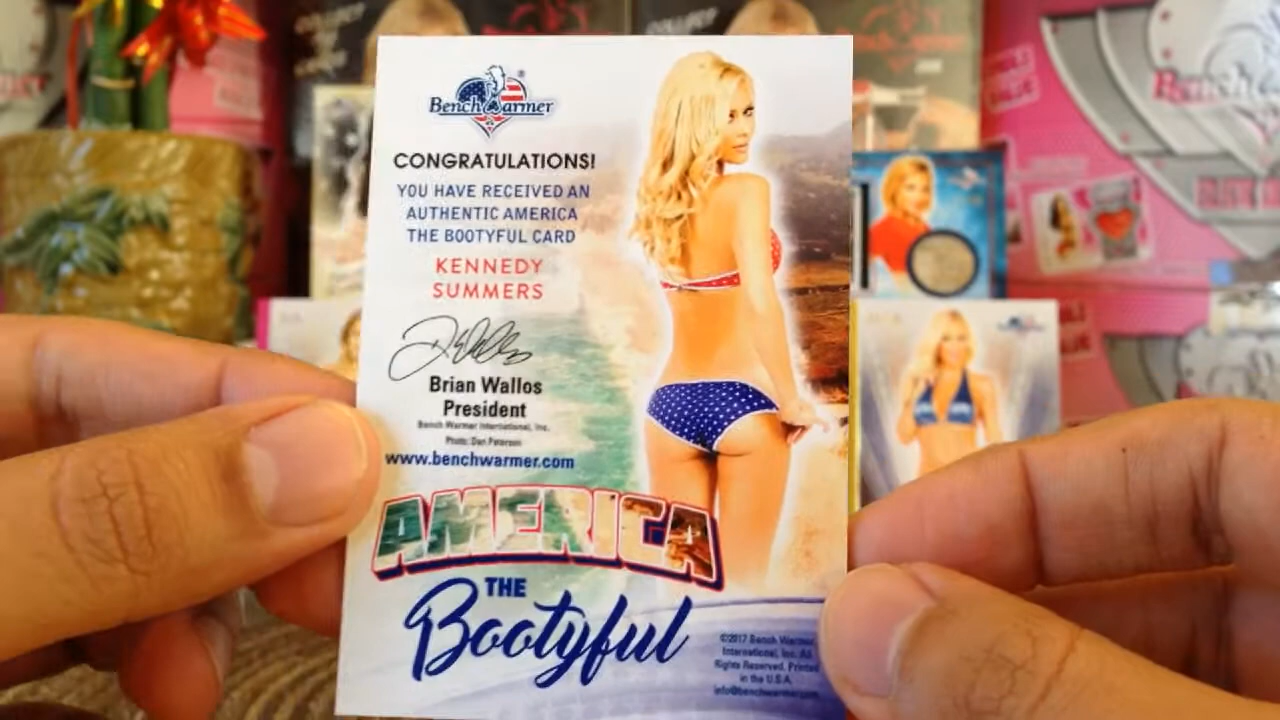 Bench Warmer
CONGRATULATIONS!
YOU HAVE RECEIVED AN
AUTHENTIC AMERICA
THE BOOTYFUL CARD
KENNEDY
SUMMERS
Brian Wallos
President
Bench Warmer International, Inc.
Photo: Dan Peterson
www.benchwarmer.com
AMERICA
THE
Bootyful
©2017 Bench Warmer
International, Inc. All
Rights Reserved. Printed
in the U.S.A.
info@benchwarmer.com